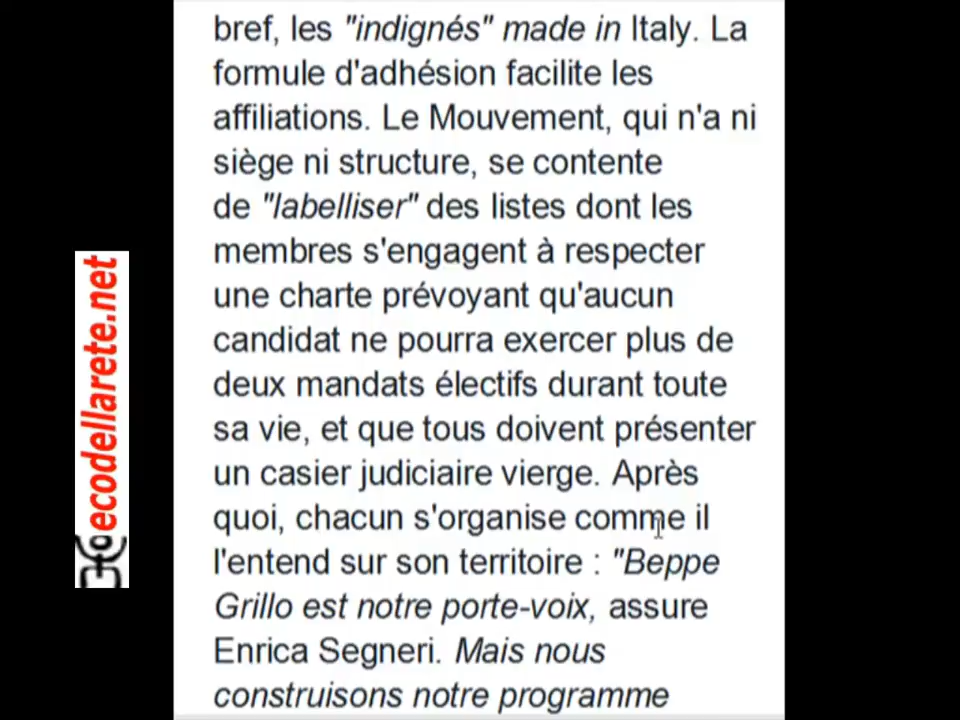 bref, les "indignés" made in Italy. La
formule d'adhésion facilite les
affiliations. Le Mouvement, qui n'a ni
siège ni structure, se contente
de "labelliser" des listes dont les
membres s'engagent à respecter
une charte prévoyant qu'aucun
candidat ne pourra exercer plus de
deux mandats électifs durant toute
sa vie, et que tous doivent présenter
un casier judiciaire vierge. Après
quoi, chacun s'organise comme il
l'entend sur son territoire : "Beppe
Grillo est notre porte-voix, assure
Enrica Segneri. Mais nous
construisons notre programme
ecodellarete.net